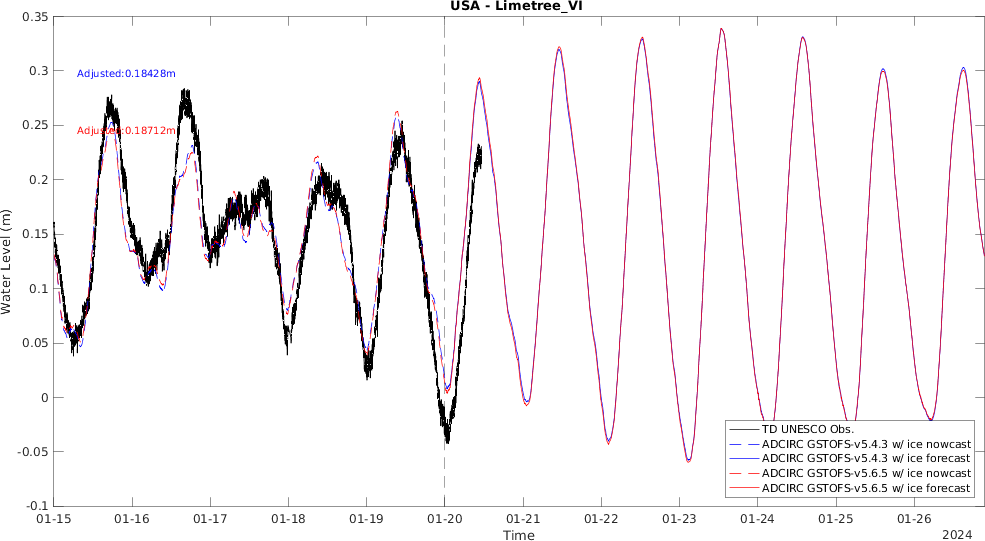 USA - Limetree_VI
Water Level (m)
0.35
0.3
0.25
0.2
0.15
0.1
0.05
0
-0.05
-0.1
Adjusted:0.18428m
Adjusted:0.18712m
TD UNESCO Obs.
ADCIRC GSTOFS-v5.4.3 w/ ice nowcast
ADCIRC GSTOFS-v5.4.3 w/ ice forecast
ADCIRC GSTOFS-v5.6.5 w/ ice nowcast
ADCIRC GSTOFS-v5.6.5 w/ ice forecast
01-15 01-16 01-17 01-18 01-19 01-20 01-21 01-22 01-23 01-24 01-25 01-26
Time
2024